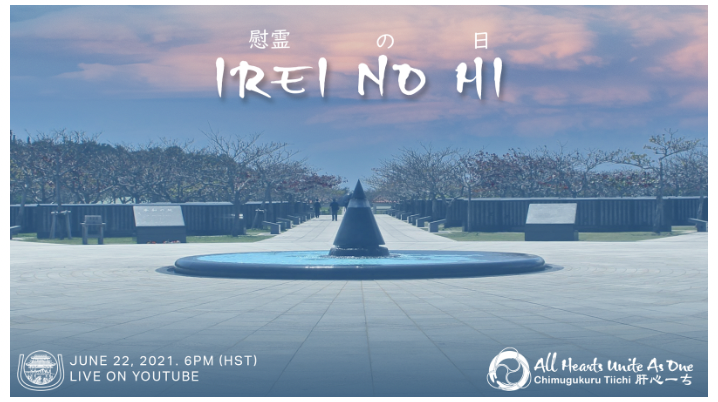 慰霊 の 日
IREI NO HI
JUNE 22, 2021. 6PM (HST)
LIVE ON YOUTUBE
All Hearts Unite As One
Chimugukuru Tiichi 肝心一ち